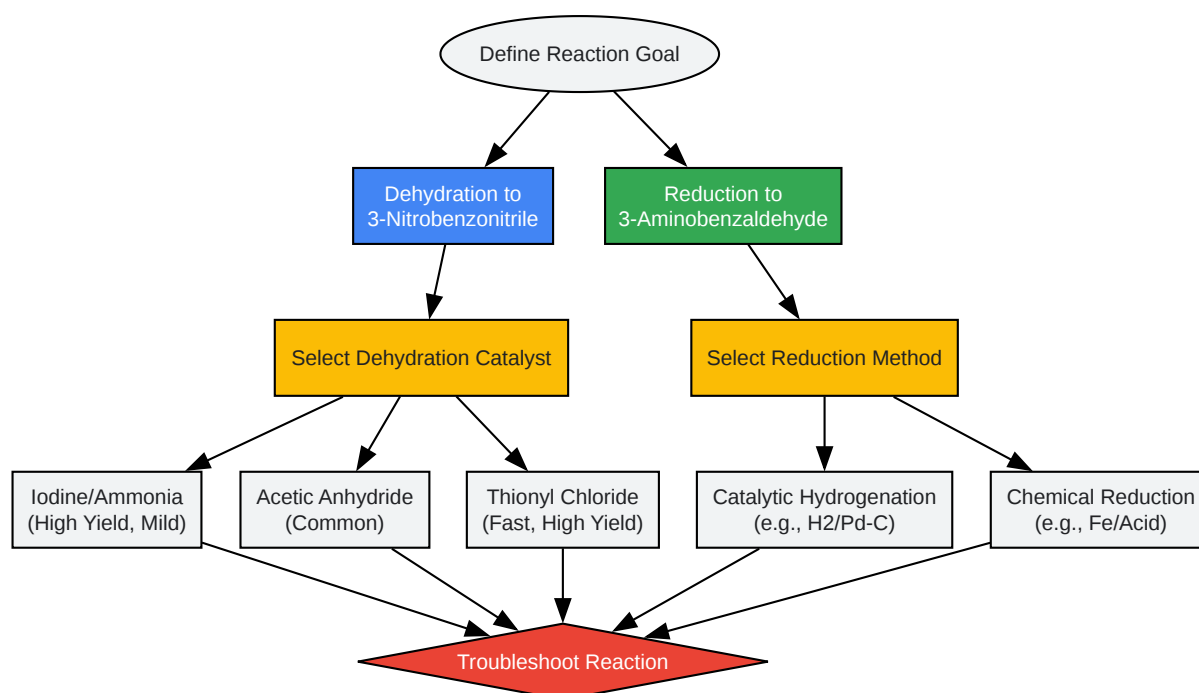 Define Reaction Goal
Dehydration to
3-Nitrobenzonitrile
Reduction to
3-Aminobenzaldehyde
Select Dehydration Catalyst
Select Reduction Method
Iodine/Ammonia
(High Yield, Mild)
Acetic Anhydride
(Common)
Thionyl Chloride
(Fast, High Yield)
Catalytic Hydrogenation
(e.g., H2/Pd-C)
Chemical Reduction
(e.g., Fe/Acid)
Troubleshoot Reaction